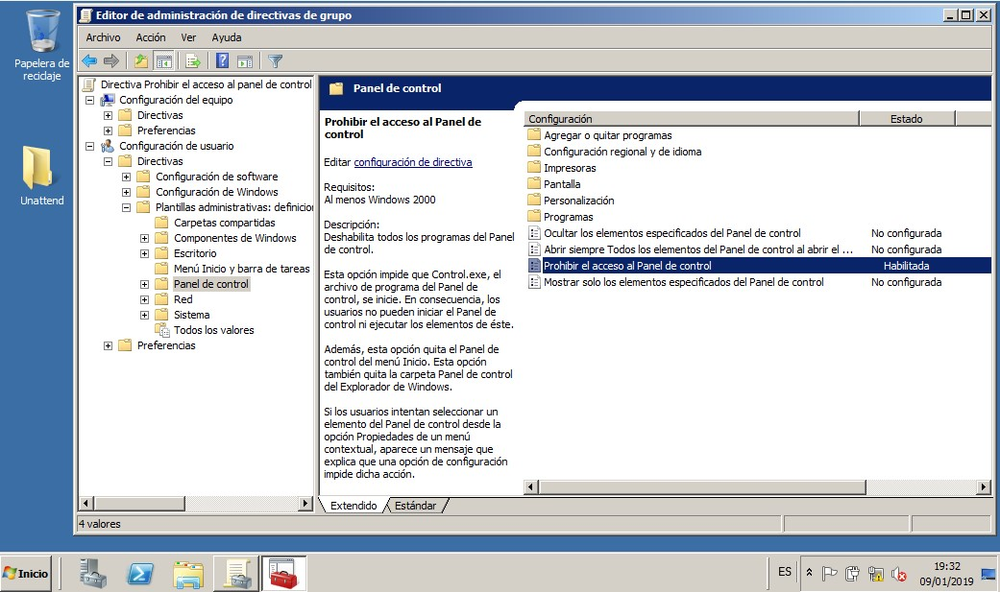 Papelera de
reciclaje
Unattend
Editor de administración de directivas de grupo
Archivo Acción Ver Ayuda
Directiva Prohibir el acceso al panel de control
Configuración del equipo
Directivas
Preferencias
Configuración de usuario
Directivas
Configuración de software
Configuración de Windows
Plantillas administrativas: definicior
Carpetas compartidas
Componentes de Windows
Escritorio
Menú Inicio y barra de tareas
Panel de control
Red
Sistema
Todos los valores
Preferencias
Panel de control
Prohibir el acceso al Panel de
control
Editar configuración de directiva
Requisitos:
Al menos Windows 2000
Descripción:
Deshabilita todos los programas del Panel
de control.
Esta opción impide que Control.exe, el
archivo de programa del Panel de
control, se inicie. En consecuencia, los
usuarios no pueden iniciar el Panel de
control ni ejecutar los elementos de éste.
Además, esta opción quita el Panel de
control del menú Inicio. Esta opción
también quita la carpeta Panel de control
del Explorador de Windows.
Si los usuarios intentan seleccionar un
elemento del Panel de control desde la
opción Propiedades de un menú
contextual, aparece un mensaje que
explica que una opción de configuración
impide dicha acción.
Configuración Estado
Agregar o quitar programas
Configuración regional y de idioma
Impresoras
Pantalla
Personalización
Programas
Ocultar los elementos especificados del Panel de control No configurada
Abrir siempre Todos los elementos del Panel de control al abrir el ... No configurada
Prohibir el acceso al Panel de control Habilitada
Mostrar solo los elementos especificados del Panel de control No configurada
Extendido Estándar
4 valores
Inicio
ES
19:32
09/01/2019